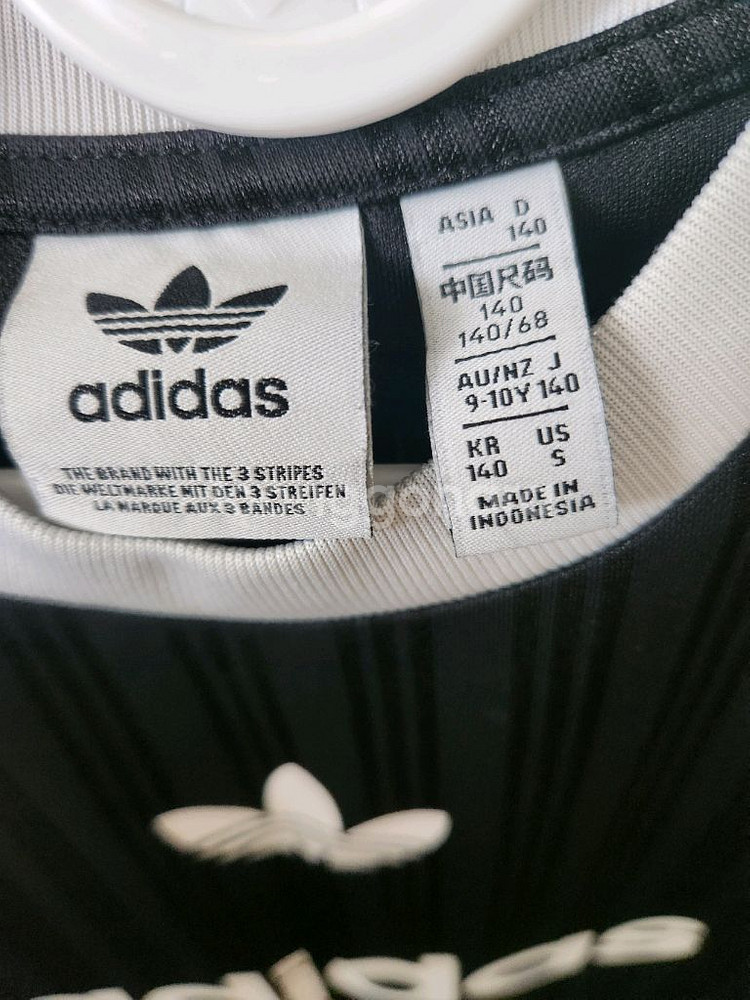 adidas
THE BRAND WITH THE 3 STRIPES
DIE WELTMARKE MIT DEN 3 STREIFEN
LA MARQUE AUX 3 BANDES
ASIA D
140
中国尺码
140
140/68
AU/NZ J
9-10Y 140
KR US
140 S
MADE IN
INDONESIA
adidas